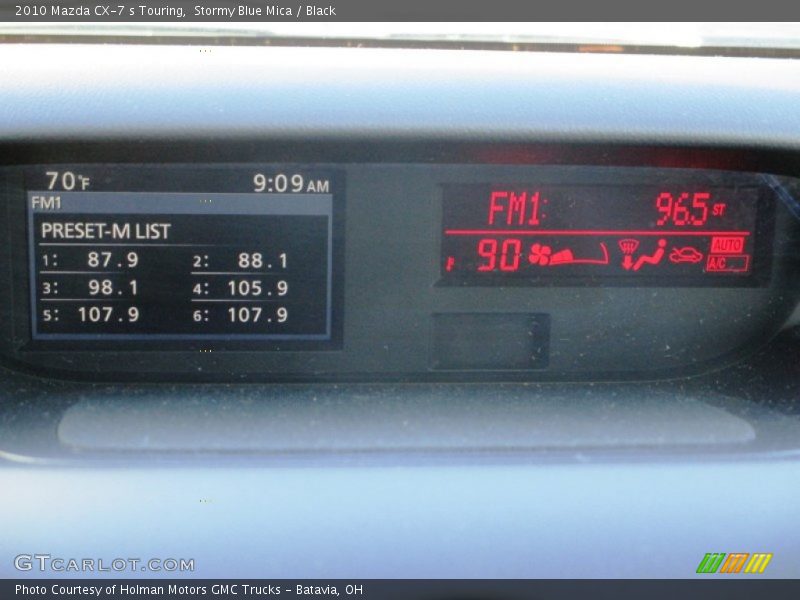 2010 Mazda CX-7 s Touring,  Stormy Blue Mica / Black
70°F 9:09 AM
FM1
PRESET-M LIST
1: 87.9 2: 88.1
3: 98.1 4: 105.9
5: 107.9 6: 107.9
FM1: 96.5 ST
90 AUTO
A/C
GTCARLOT.COM
Photo Courtesy of Holman Motors GMC Trucks - Batavia, OH